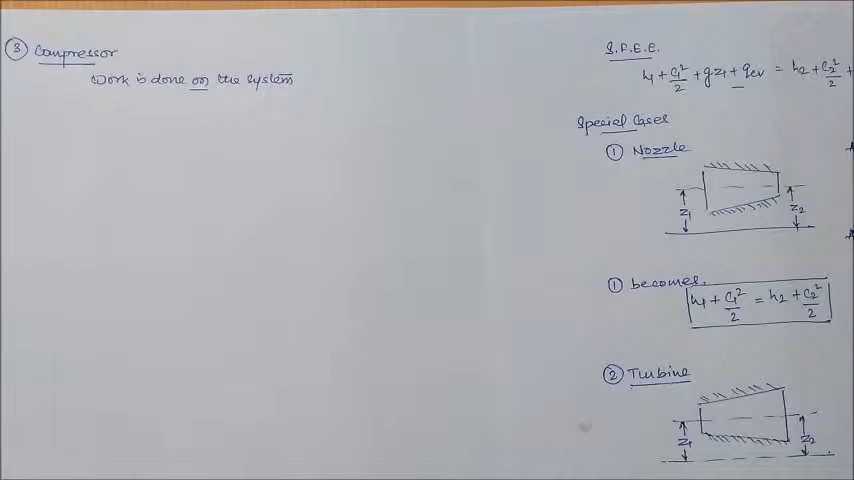 ③ Compressor
Work is done on the system
S.F.E.E.
h₁ + C₁²/2 + gz₁ + qcv = h₂ + C₂²/2 +
Special Cases
① Nozzle
z₁ z₂
① becomes,
h₁ + C₁²/2 = h₂ + C₂²/2
② Turbine
z₁ z₂